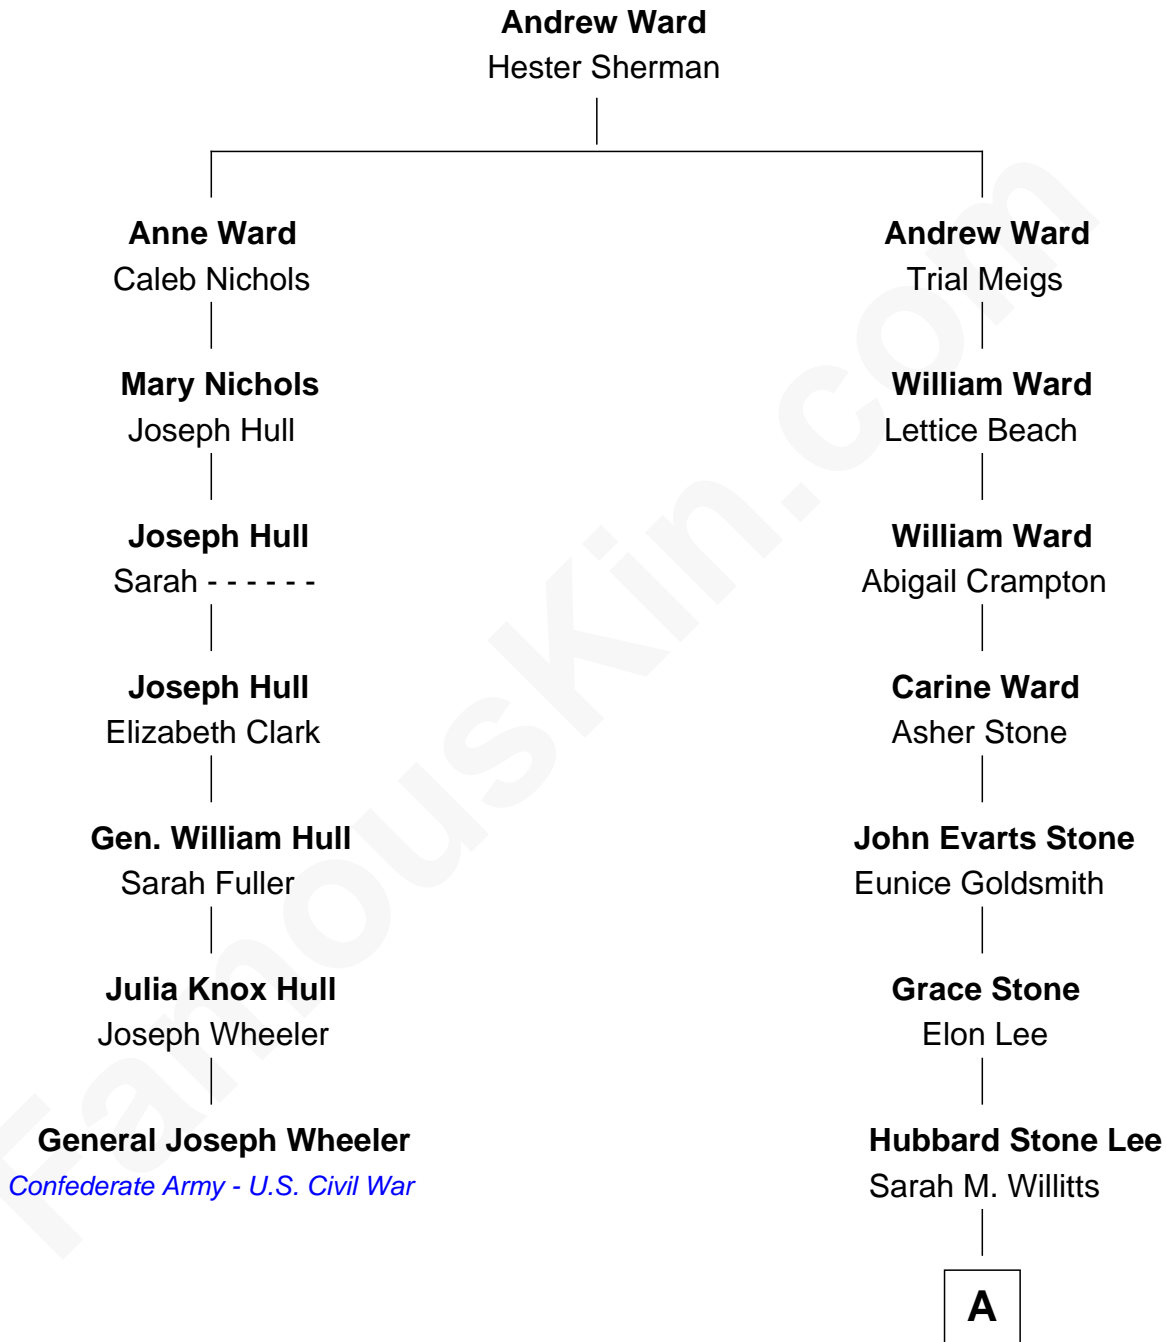 Andrew Ward
Hester Sherman
Anne Ward
Caleb Nichols
Andrew Ward
Trial Meigs
Mary Nichols
Joseph Hull
William Ward
Lettice Beach
Joseph Hull
Sarah - - - - - -
William Ward
Abigail Crampton
Joseph Hull
Elizabeth Clark
Carine Ward
Asher Stone
Gen. William Hull
Sarah Fuller
John Evarts Stone
Eunice Goldsmith
Julia Knox Hull
Joseph Wheeler
Grace Stone
Elon Lee
General Joseph Wheeler
Confederate Army - U.S. Civil War
Hubbard Stone Lee
Sarah M. Willitts
A
FamousKin.com